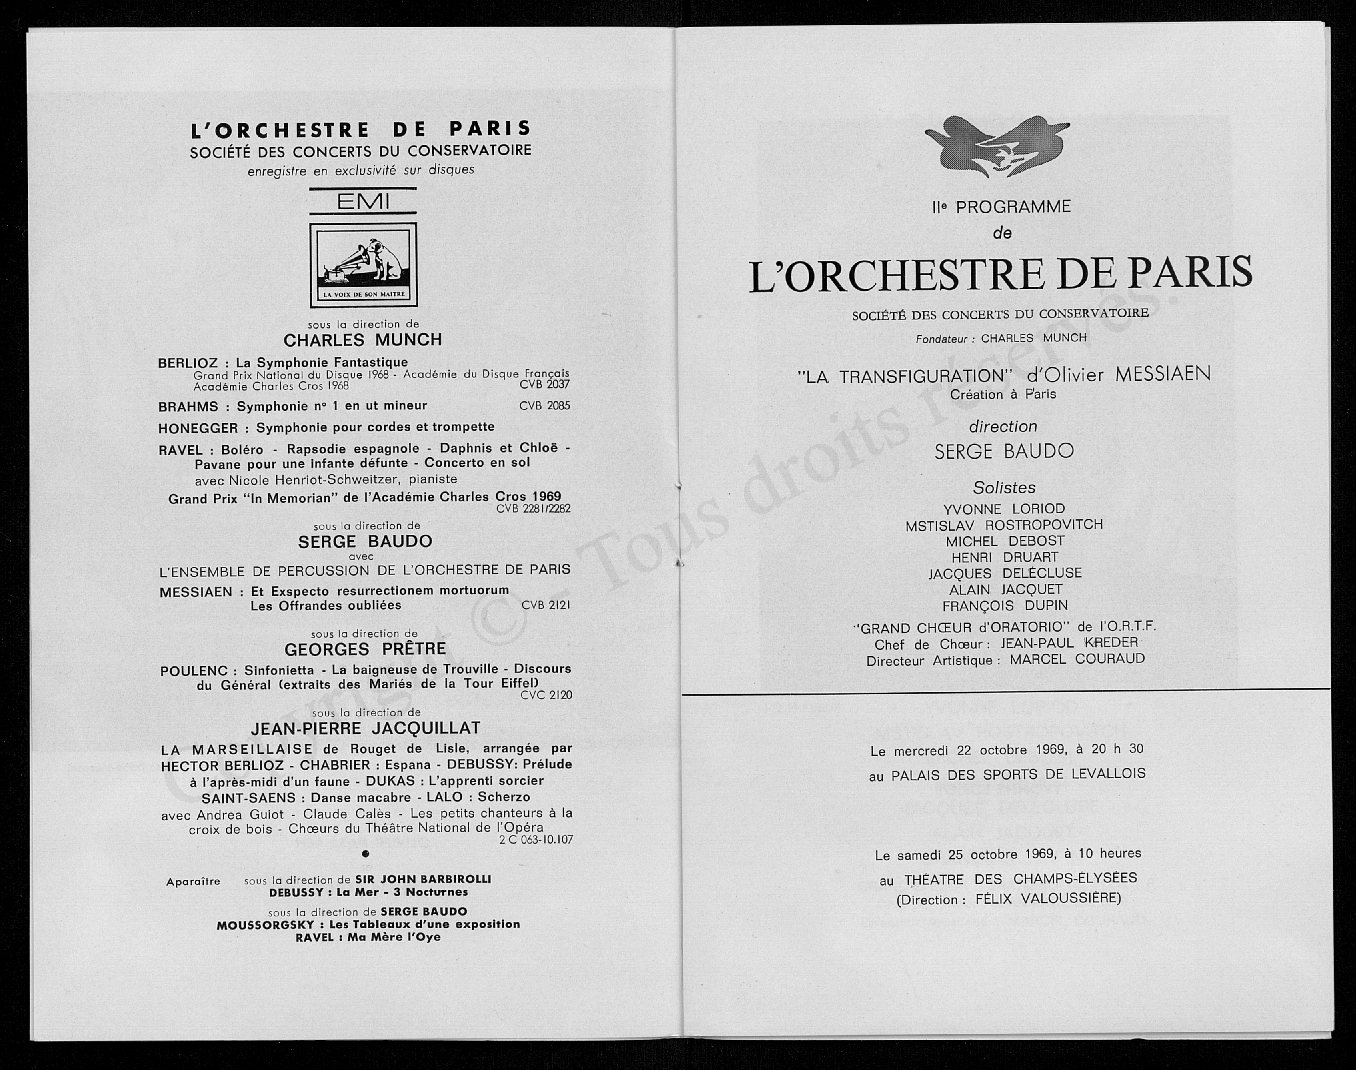 L'ORCHESTRE DE PARIS
SOCIÉTÉ DES CONCERTS DU CONSERVATOIRE
enregistre en exclusivité sur disques
EMI
LA VOIX DE SON MAITRE
sous la direction de
CHARLES MUNCH
BERLIOZ : La Symphonie Fantastique
Grand Prix National du Disque 1968 - Académie du Disque Français
Académie Charles Cros 1968 CVB 2037
BRAHMS : Symphonie n° 1 en ut mineur CVB 2085
HONEGGER : Symphonie pour cordes et trompette
RAVEL : Boléro - Rapsodie espagnole - Daphnis et Chloë -
Pavane pour une Infante défunte - Concerto en sol
avec Nicole Henriot-Schweitzer, pianiste
Grand Prix "In Memorian" de l'Académie Charles Cros 1969
CVB 2281/2282
sous la direction de
SERGE BAUDO
avec
L'ENSEMBLE DE PERCUSSION DE L'ORCHESTRE DE PARIS
MESSIAEN : Et Exspecto resurrectionem mortuorum
Les Offrandes oubliées CVB 2121
sous la direction de
GEORGES PRÊTRE
POULENC : Sinfonietta - La baigneuse de Trouville - Discours
du Général (extraits des Mariés de la Tour Eiffel)
CVC 2120
sous la direction de
JEAN-PIERRE JACQUILLAT
LA MARSEILLAISE de Rouget de Lisle, arrangée par
HECTOR BERLIOZ - CHABRIER : Espana - DEBUSSY: Prélude
à l'après-midi d'un faune - DUKAS : L'apprenti sorcier
SAINT-SAENS : Danse macabre - LALO : Scherzo
avec Andrea Guiot - Claude Calès - Les petits chanteurs à la
croix de bois - Chœurs du Théâtre National de l'Opéra
2 C 063-10.107
Aparaître sous la direction de SIR JOHN BARBIROLLI
DEBUSSY : La Mer - 3 Nocturnes
sous la direction de SERGE BAUDO
MOUSSORGSKY : Les Tableaux d'une exposition
RAVEL : Ma Mère l'Oye
IIe PROGRAMME
de
L'ORCHESTRE DE PARIS
SOCIÉTÉ DES CONCERTS DU CONSERVATOIRE
Fondateur : CHARLES MUNCH
"LA TRANSFIGURATION" d'Olivier MESSIAEN
Création à Paris
direction
SERGE BAUDO
Solistes
YVONNE LORIOD
MSTISLAV ROSTROPOVITCH
MICHEL DEBOST
HENRI DRUART
JACQUES DELÉCLUSE
ALAIN JACQUET
FRANÇOIS DUPIN
"GRAND CHŒUR d'ORATORIO" de l'O.R.T.F.
Chef de Chœur : JEAN-PAUL KREDER
Directeur Artistique : MARCEL COURAUD
Le mercredi 22 octobre 1969, à 20 h 30
au PALAIS DES SPORTS DE LEVALLOIS
Le samedi 25 octobre 1969, à 10 heures
au THÉATRE DES CHAMPS-ÉLYSÉES
(Direction : FÉLIX VALOUSSIÈRE)
Copyright © - Tous droits réservés.